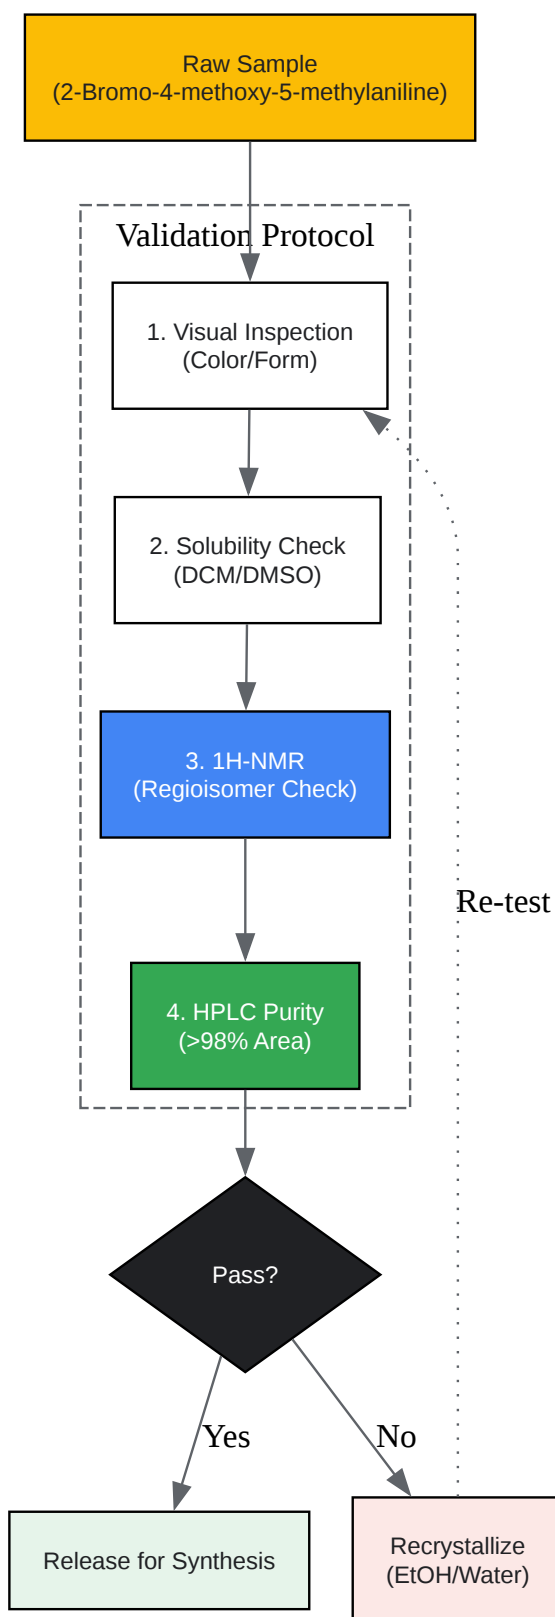 Raw Sample
(2-Bromo-4-methoxy-5-methylaniline)
Validation Protocol
1. Visual Inspection
(Color/Form)
2. Solubility Check
(DCM/DMSO)
3. 1H-NMR
(Regioisomer Check)
Re-test
4. HPLC Purity
(>98% Area)
Pass?
Yes
No
Release for Synthesis
Recrystallize
(EtOH/Water)